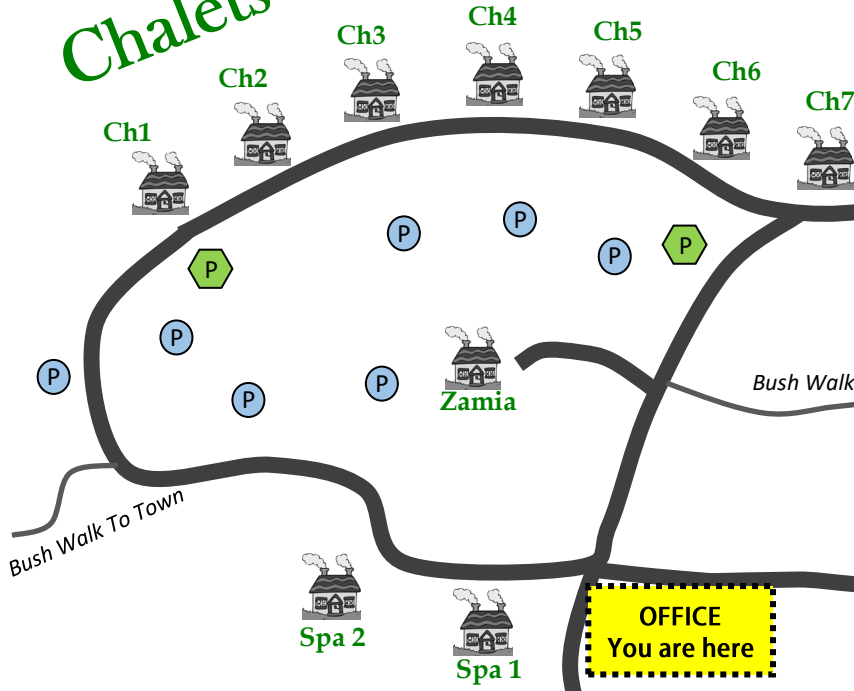 Chalets
Ch1
Ch2
Ch3
Ch4
Ch5
Ch6
Ch7
P
P
P
P
P
P
P
P
P
Zamia
Bush Walk
Bush Walk To Town
Spa 2
Spa 1
OFFICE
You are here